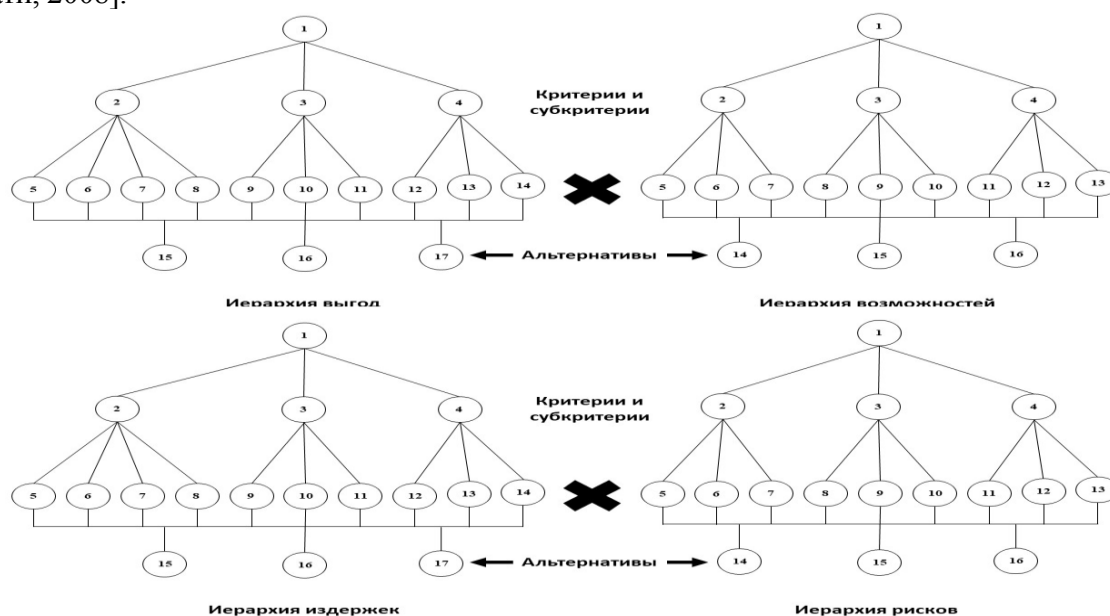 2008].
1 1
2 3 4 Критерии и 2 3 4
субкритерии
5 6 7 8 9 10 11 12 13 14 5 6 7 8 9 10 11 12 13
15 16 17 Альтернативы 14 15 16
Иерархия выгод Иерархия возможностей
1 1
2 3 4 Критерии и 2 3 4
субкритерии
5 6 7 8 9 10 11 12 13 14 5 6 7 8 9 10 11 12 13
15 16 17 Альтернативы 14 15 16
Иерархия издержек Иерархия рисков